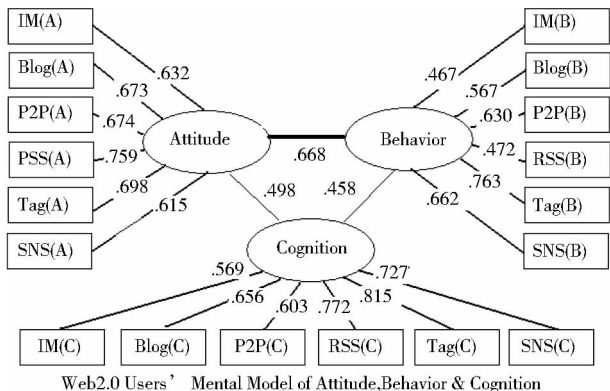 IM(A)
IM(B)
Blog(A)
.632
.467
Blog(B)
.673
.567
P2P(A)
.674
.630
P2P(B)
Attitude
Behavior
PSS(A)
.759
.668
.472
RSS(B)
.698
.763
Tag(A)
.615
.498
.458
.662
Tag(B)
SNS(A)
Cognition
SNS(B)
.569
.656
.603
.772
.815
.727
IM(C)
Blog(C)
P2P(C)
RSS(C)
Tag(C)
SNS(C)
Web2.0 Users’ Mental Model of Attitude,Behavior & Cognition